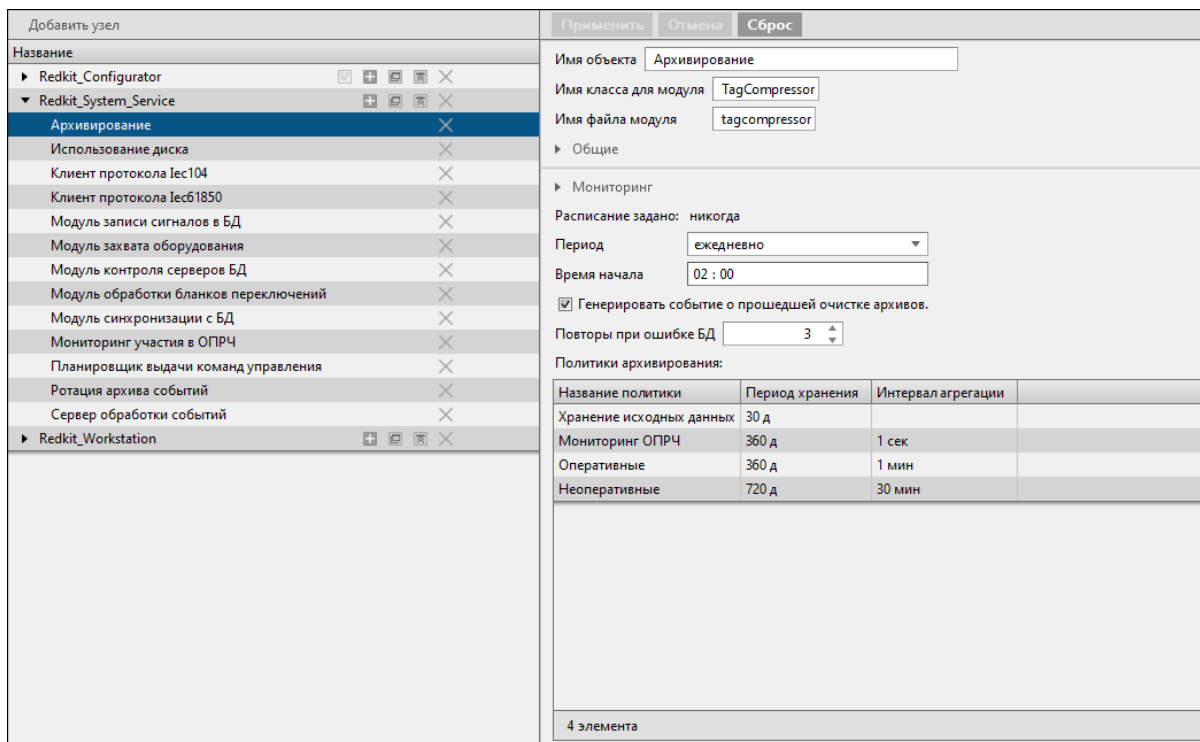 Добавить узел
Название
Redkit_Configurator
Redkit_System_Service
Архивирование
Использование диска
Клиент протокола Iec104
Клиент протокола Iec61850
Модуль записи сигналов в БД
Модуль захвата оборудования
Модуль контроля серверов БД
Модуль обработки бланков переключений
Модуль синхронизации с БД
Мониторинг участия в ОПРЧ
Планировщик выдачи команд управления
Ротация архива событий
Сервер обработки событий
Redkit_Workstation
Применить Отмена Сброс
Имя объекта Архивирование
Имя класса для модуля TagCompressor
Имя файла модуля tagcompressor
Общие
Мониторинг
Расписание задано: никогда
Период ежедневно
Время начала 02 : 00
Генерировать событие о прошедшей очистке архивов.
Повторы при ошибке БД 3
Политики архивирования:
Название политики Период хранения Интервал агрегации
Хранение исходных данных 30 д
Мониторинг ОПРЧ 360 д 1 сек
Оперативные 360 д 1 мин
Неоперативные 720 д 30 мин
4 элемента